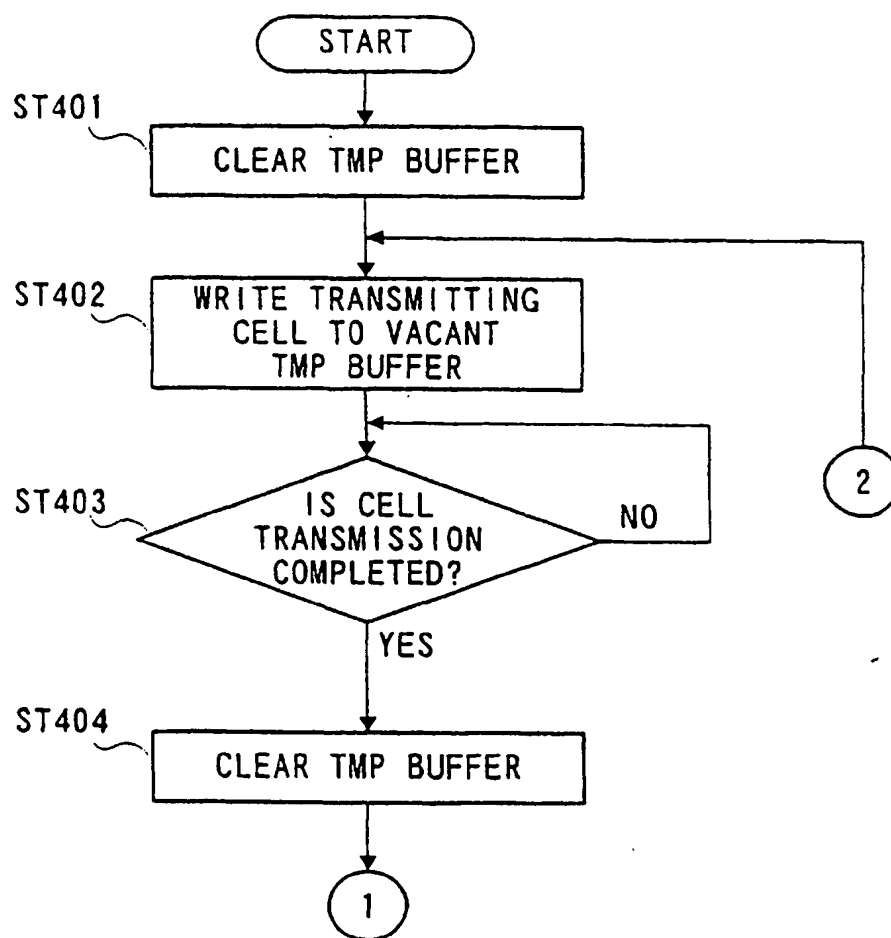 START
ST401
CLEAR TMP BUFFER
ST402
WRITE TRANSMITTING
CELL TO VACANT
TMP BUFFER
2
ST403
IS CELL
TRANSMISSION
COMPLETED?
NO
YES
ST404
CLEAR TMP BUFFER
1